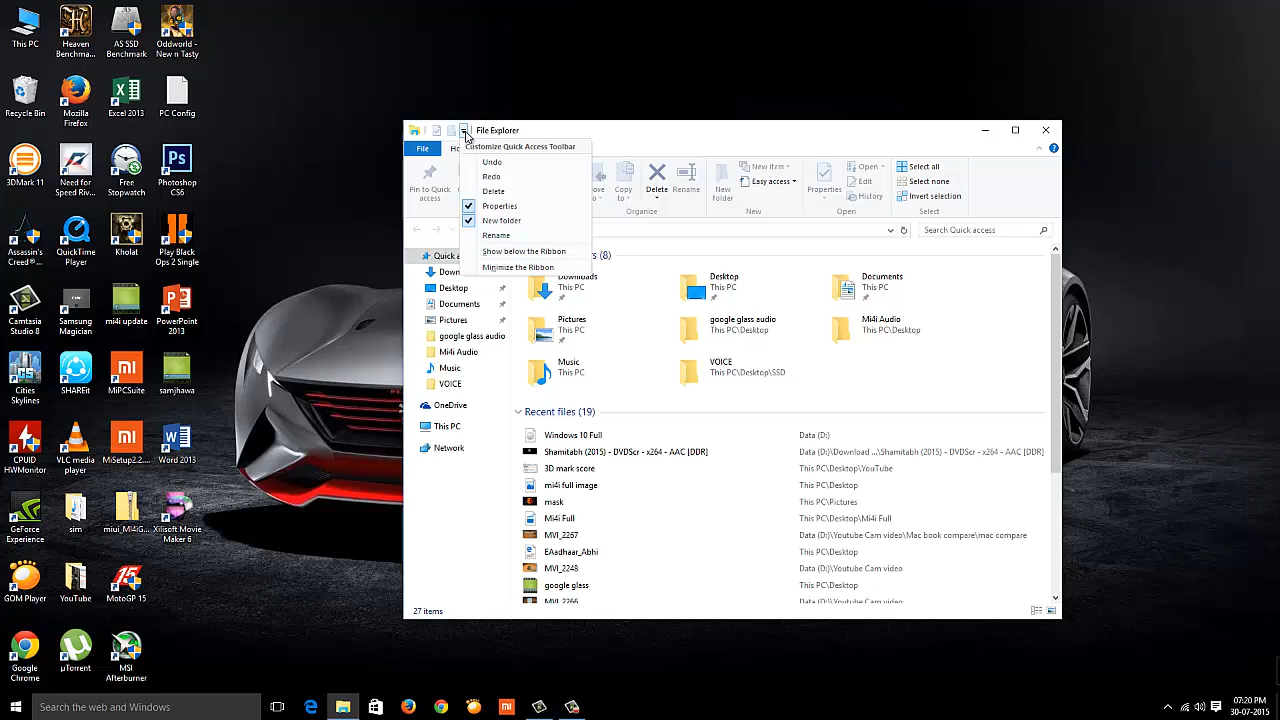 This PC
Heaven Benchma...
AS SSD Benchmark
Oddworld - New n Tasty
Recycle Bin
Mozilla Firefox
Excel 2013
PC Config
3DMark 11
Need for Riv...
Free Stopwatch
Photoshop CS6
Assassin's Creed®...
QuickTime Player
Kholat
Play Black Ops 2 Single
Camtasia Studio 8
Samsung Magician
mi4i update
PowerPoint 2013
Cities Skylines
SHAREit
MiPCSuite
samjhawa
CPUID HWMonitor
VLC media player
MiSetup2.2....
Word 2013
GeForce Experience
sim
miui_MI4iG...
Xilisoft Movie Maker 6
GOM Player
YouTube
MotoGP 15
Google Chrome
µTorrent
MSI Afterburner
File Explorer
File
Customize Quick Access Toolbar
Undo
Redo
Delete
Properties
New folder
Rename
Show below the Ribbon
Minimize the Ribbon
Pin to Quick access
Copy to
Delete
Rename
Organize
New folder
New item
Easy access
New
Properties
Open
Edit
History
Open
Select all
Select none
Invert selection
Select
Search Quick access
Desktop
Documents
Pictures
google glass audio
Mi4i Audio
Music
VOICE
OneDrive
This PC
Network
(8)
Downloads
This PC
Desktop
This PC
Documents
This PC
Pictures
This PC
google glass audio
This PC\Desktop
Mi4i Audio
This PC\Desktop
Music
This PC
VOICE
This PC\Desktop\SSD
Recent files (19)
Windows 10 Full Data (D:)
Shamitabh (2015) - DVDScr - x264 - AAC [DDR] Data (D:)\Download ...\Shamitabh (2015) - DVDScr - x264 - AAC [DDR]
3D mark score This PC\Desktop\YouTube
mi4i full image This PC\Desktop
mask This PC\Pictures
Mi4i Full This PC\Desktop\Mi4i Full
MVI_2267 Data (D:)\Youtube Cam video\Mac book compare\mac compare
EAadhaar_Abhi This PC\Desktop
MVI_2248 Data (D:)\Youtube Cam video
google glass This PC\Desktop
MVI_2266 Data (D:)\Youtube Cam video
27 items
Search the web and Windows
07:20 PM
30-07-2015